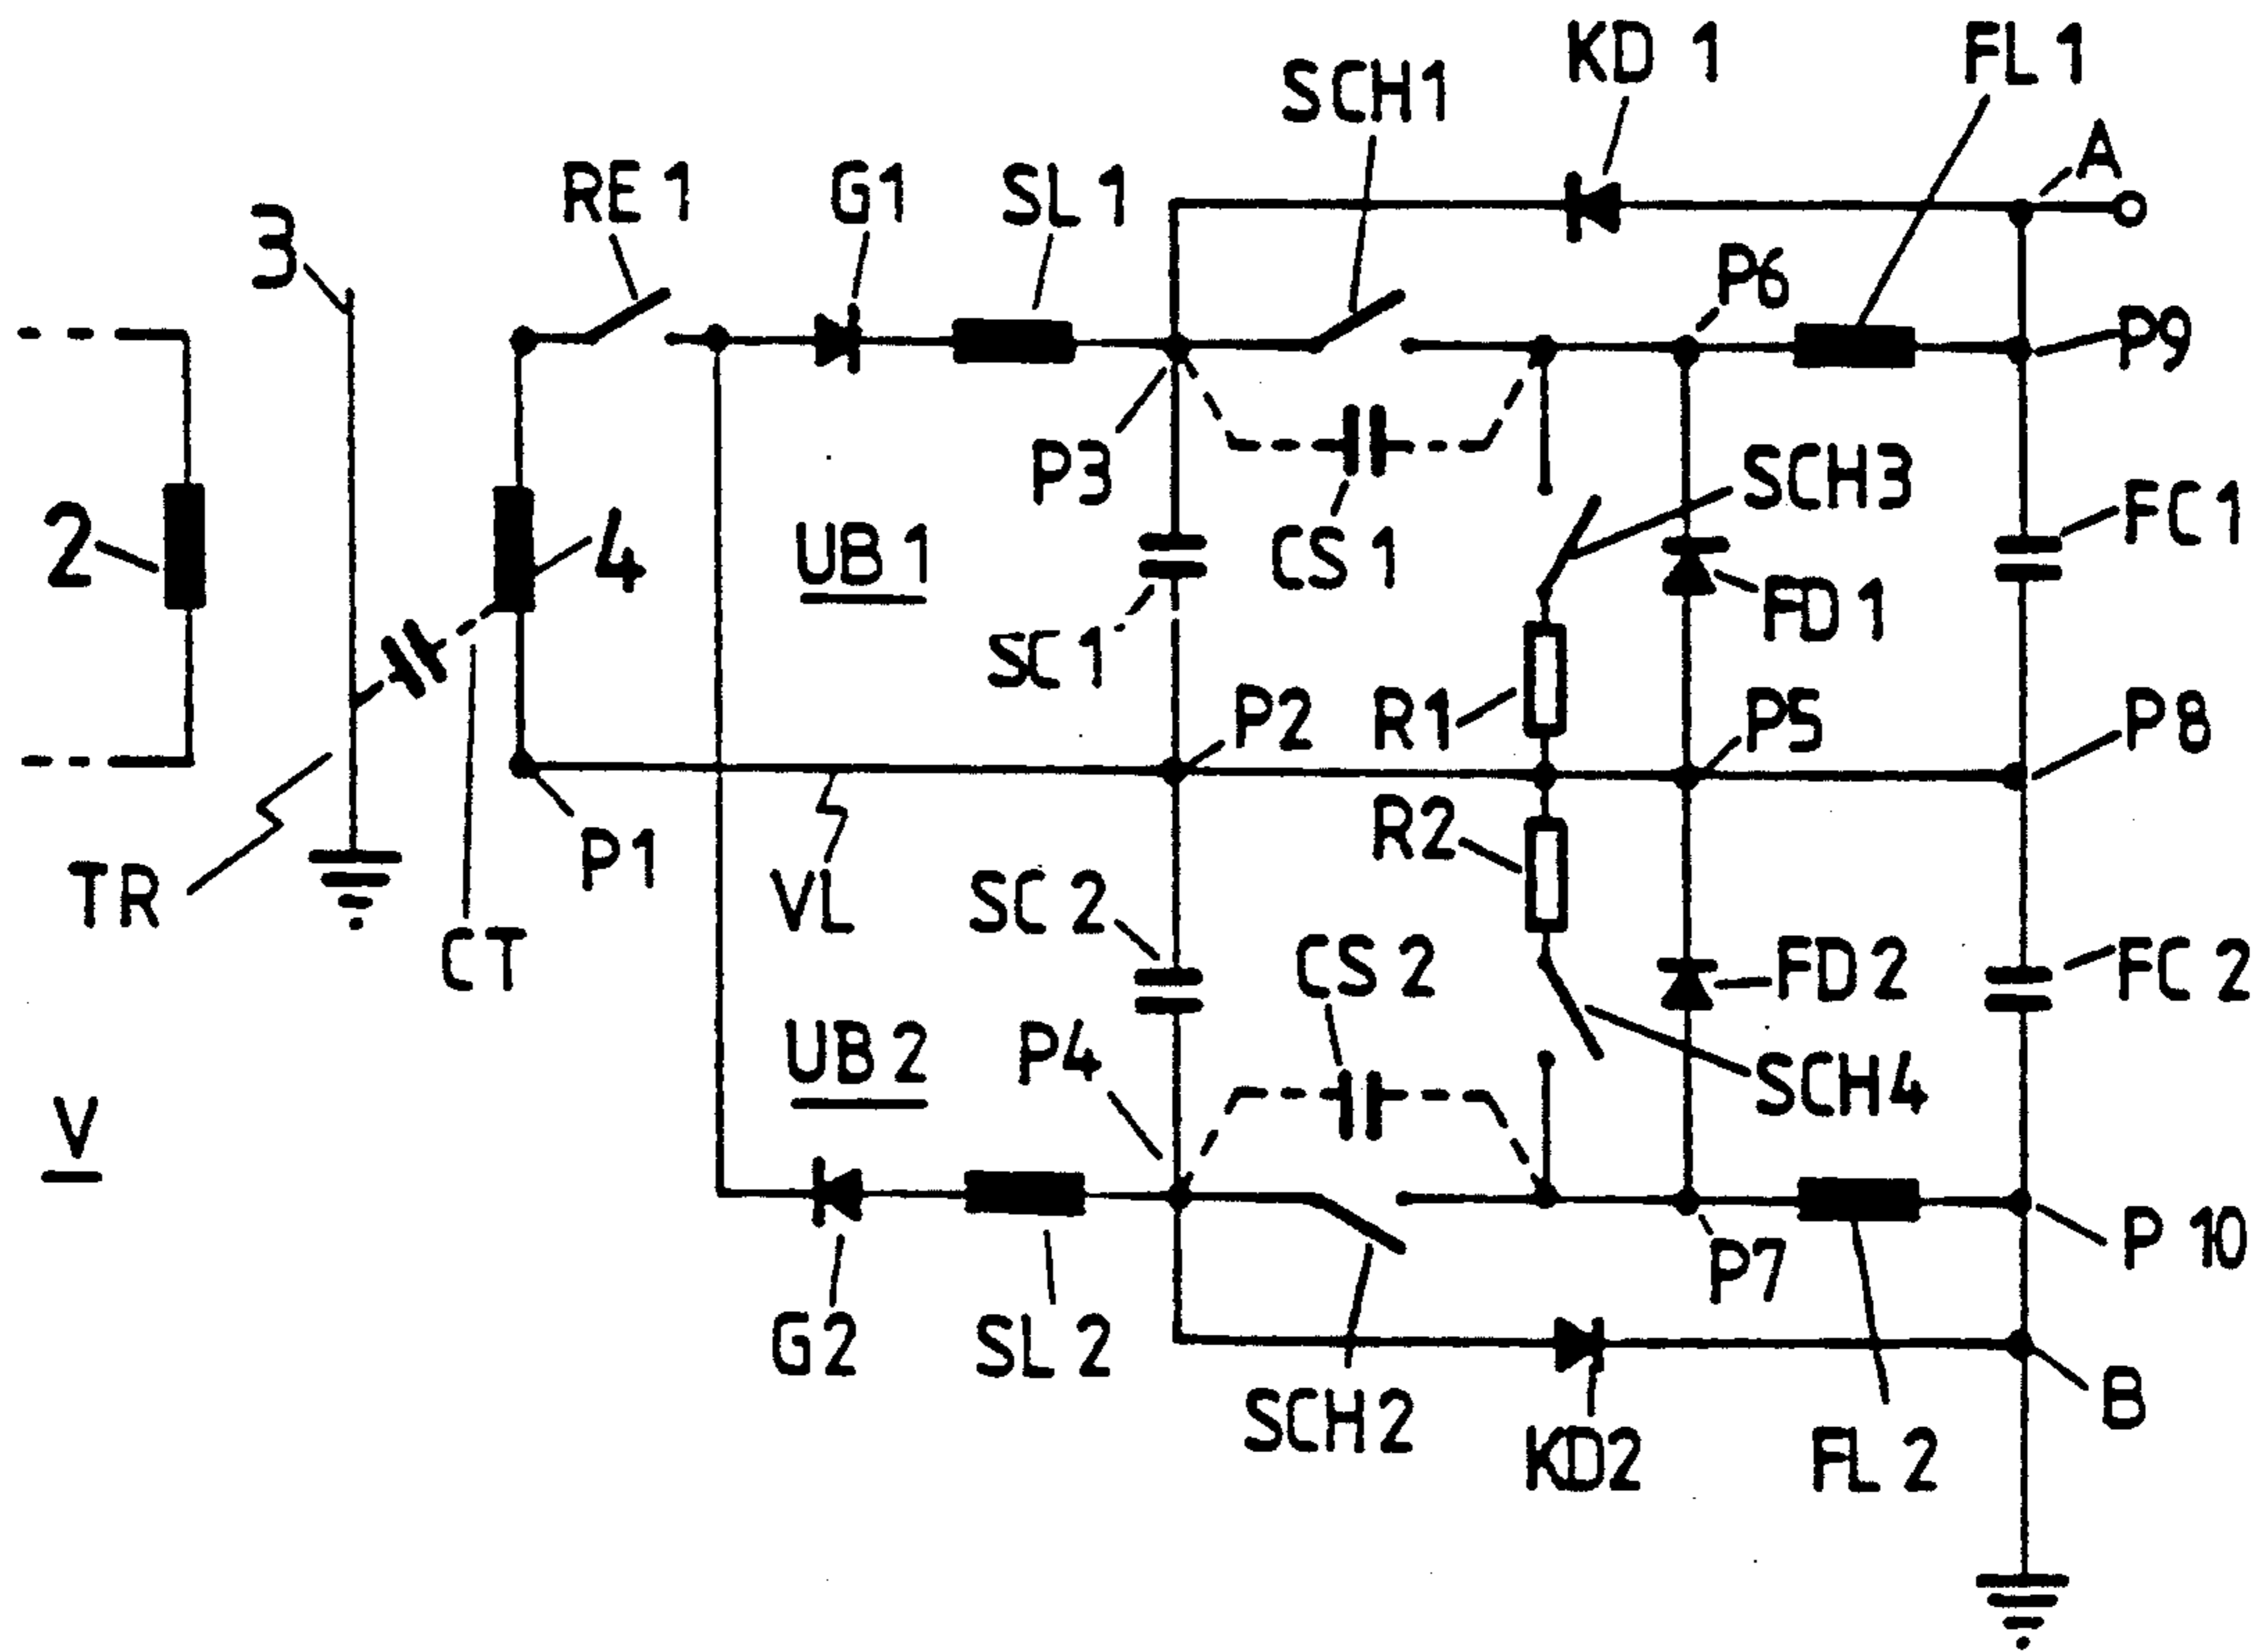 KD 1
FL 1
SCH1
A
RE 1
G1
SL 1
3
P6
P9
P3
SCH3
2
4
UB1
CS 1
FC 1
FD 1
SC 1
P2
R1
P5
P8
TR
P1
VL
R2
SC 2
CT
CS 2
FD 2
FC 2
UB 2
P4
SCH4
V
P7
P 10
G2
SL 2
SCH2
KD2
FL 2
B